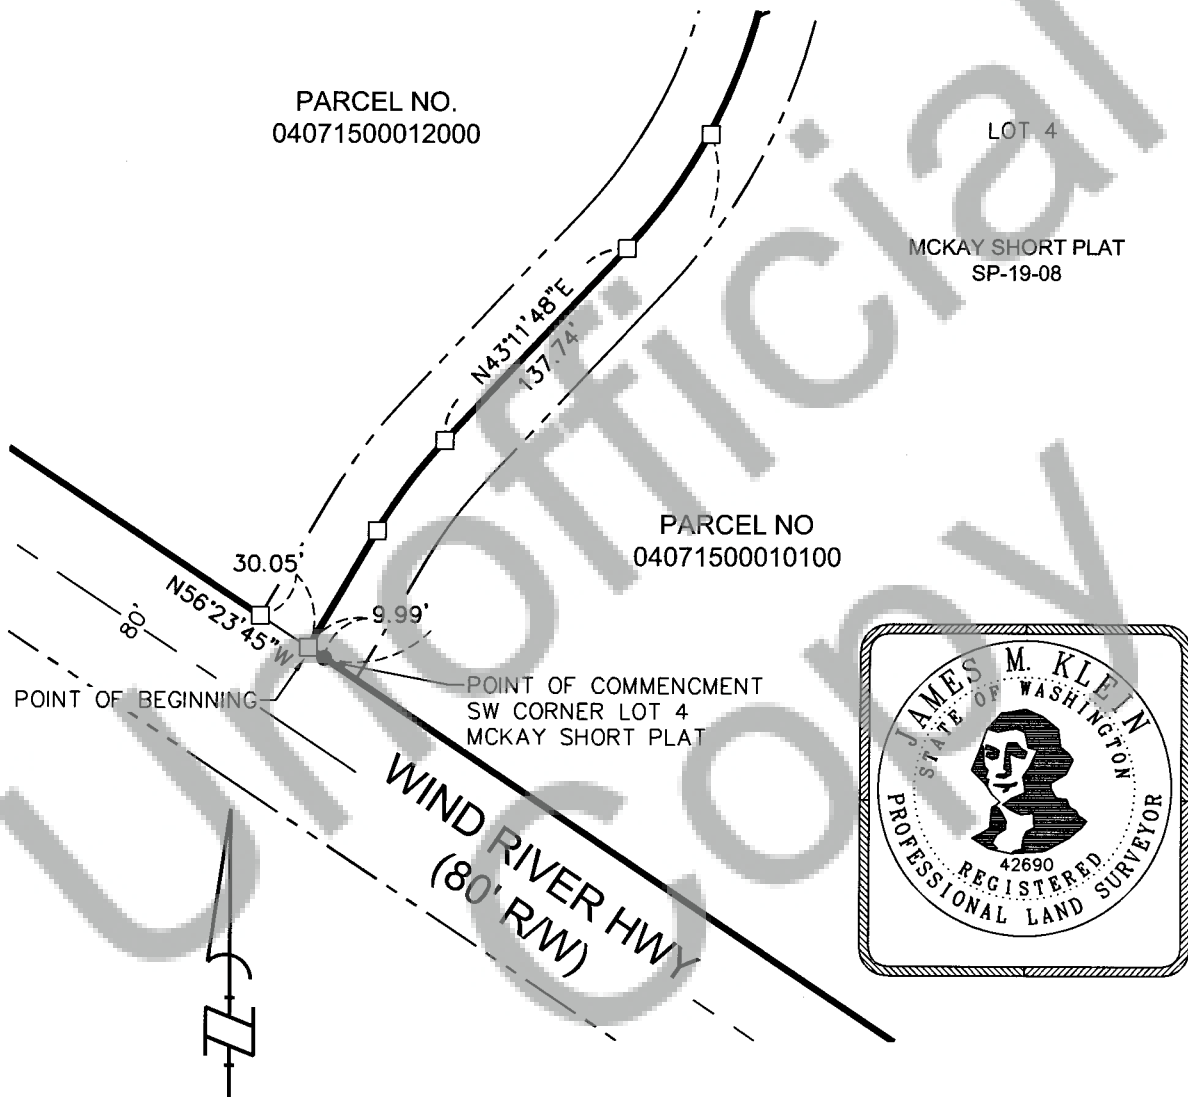 PARCEL NO.
04071500012000
LOT 4
MCKAY SHORT PLAT
SP-19-08
N43°11'48"E
137.74'
PARCEL NO
04071500010100
30.05'
N56°23'45"W
9.99'
80'
POINT OF BEGINNING
POINT OF COMMENCMENT
SW CORNER LOT 4
MCKAY SHORT PLAT
WIND RIVER HWY
(80' R/W)
JAMES M. KLEIN
STATE OF WASHINGTON
42690
REGISTERED
PROFESSIONAL LAND SURVEYOR
Unofficial
Copy